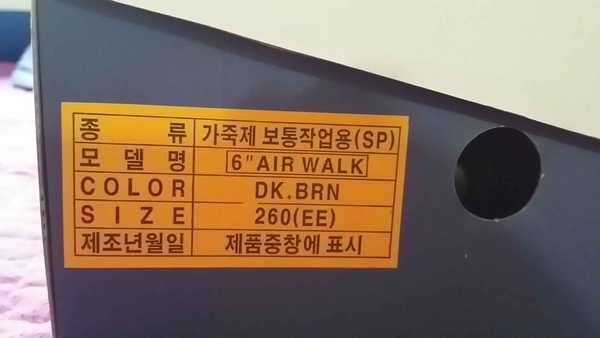 종 류 가죽제 보통작업용(SP)
모 델 명 6" AIR WALK
COLOR DK.BRN
SIZE 260(EE)
제조년월일 제품중창에 표시